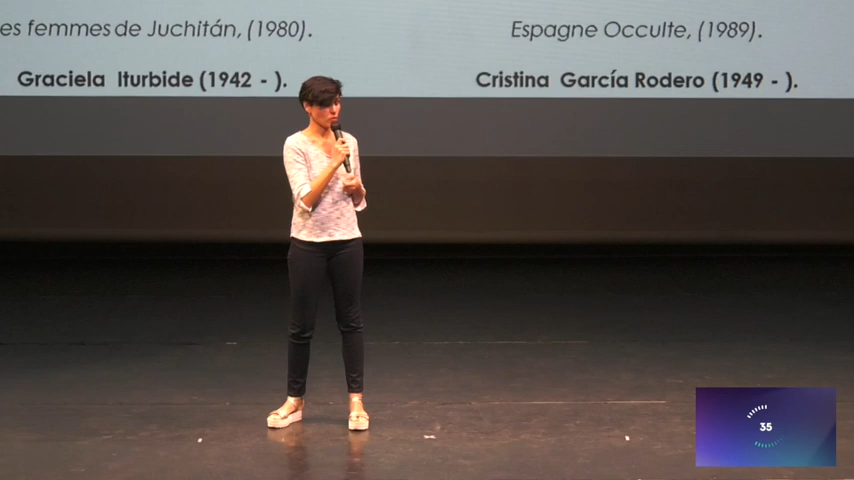 es femmes de Juchitán, (1980).
Espagne Occulte, (1989).
Graciela Iturbide (1942 - ).
Cristina García Rodero (1949 - ).
35